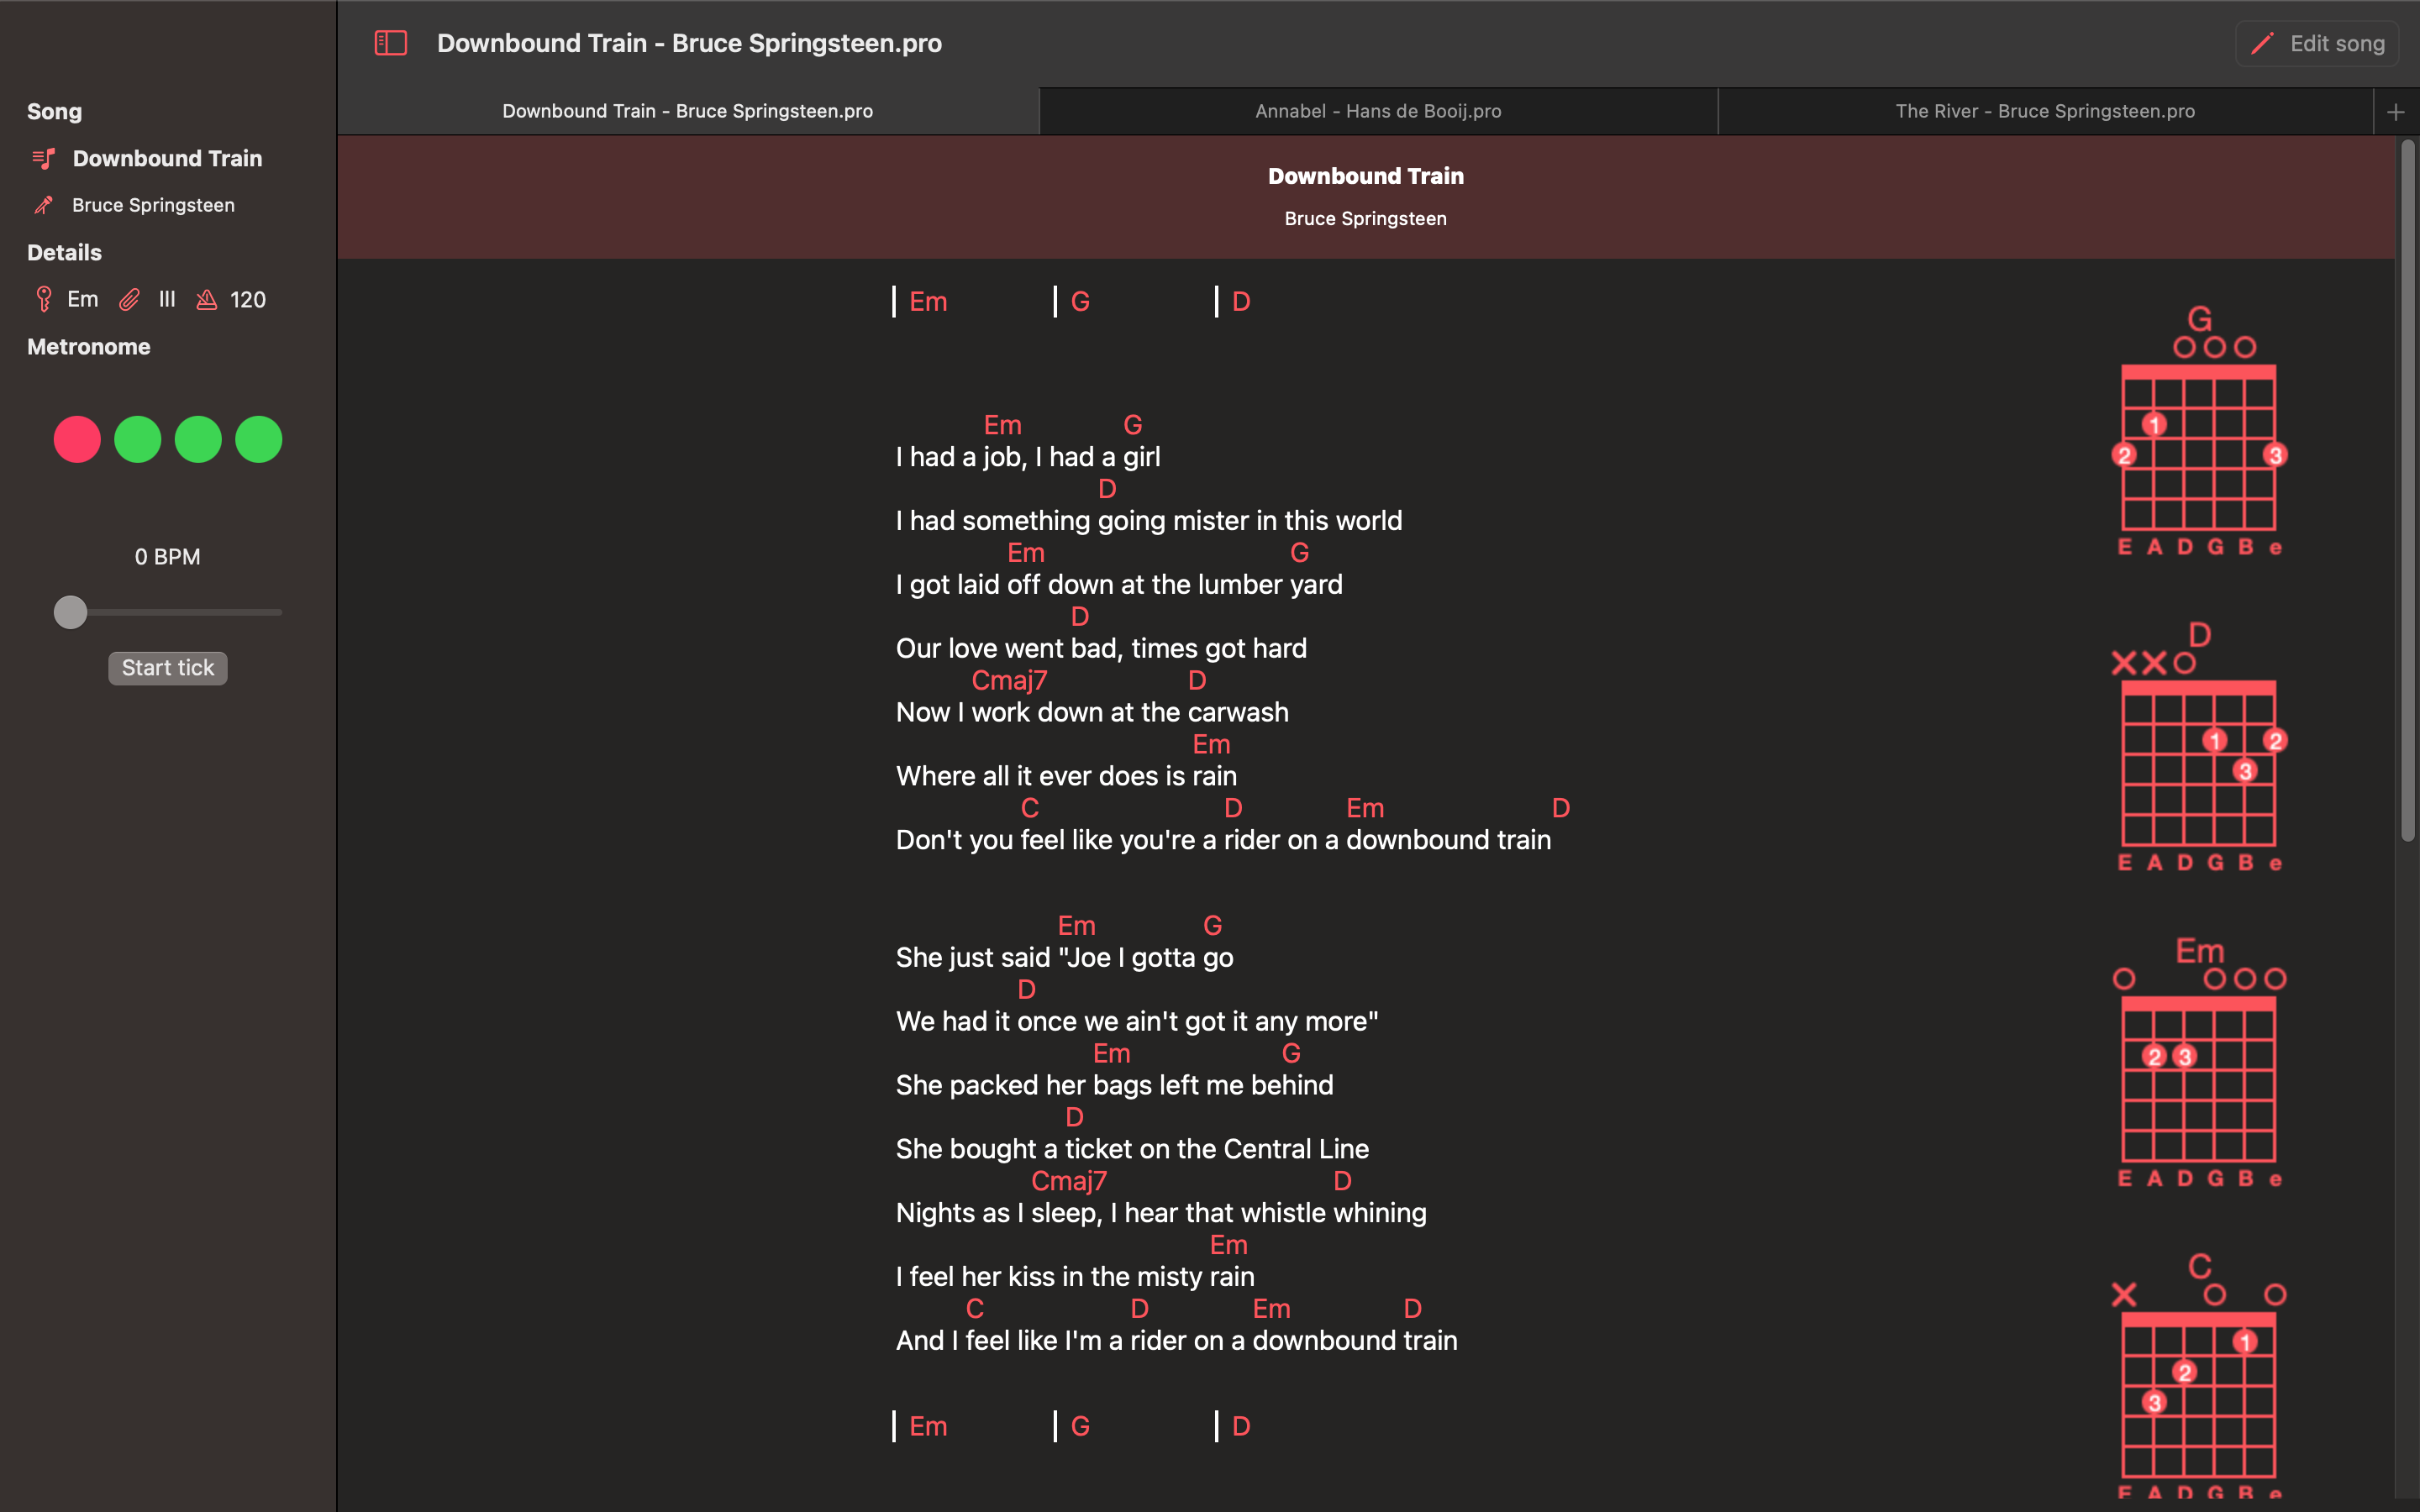 Downbound Train - Bruce Springsteen.pro
Edit song
Downbound Train - Bruce Springsteen.pro
Annabel - Hans de Booij.pro
The River - Bruce Springsteen.pro
+
Song
Downbound Train
Bruce Springsteen
Details
Em III 120
Metronome
0 BPM
Start tick
Downbound Train
Bruce Springsteen
| Em | G | D
Em G
I had a job, I had a girl
D
I had something going mister in this world
Em G
I got laid off down at the lumber yard
D
Our love went bad, times got hard
Cmaj7 D
Now I work down at the carwash
Em
Where all it ever does is rain
C D Em D
Don't you feel like you're a rider on a downbound train
Em G
She just said "Joe I gotta go
D
We had it once we ain't got it any more"
Em G
She packed her bags left me behind
D
She bought a ticket on the Central Line
Cmaj7 D
Nights as I sleep, I hear that whistle whining
Em
I feel her kiss in the misty rain
C D Em D
And I feel like I'm a rider on a downbound train
| Em | G | D
G
1
2 3
E A D G B e
D
1 2
3
E A D G B e
Em
2 3
E A D G B e
C
1
2
3
E A D G B e